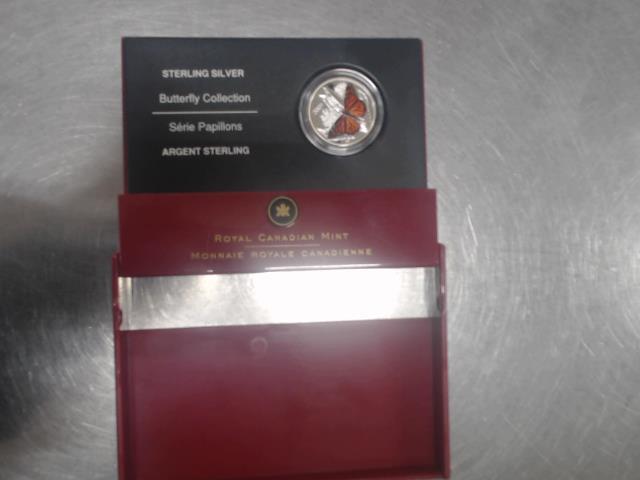 STERLING SILVER
Butterfly Collection
Série Papillons
ARGENT STERLING
ROYAL CANADIAN MINT
MONNAIE ROYALE CANADIENNE